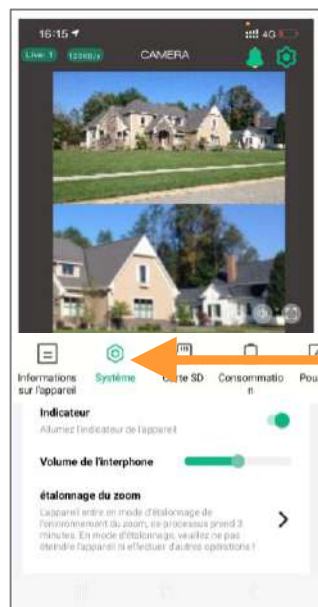 16:15 4G
Live: 1 CAMERA
Informations
sur l'appareil
Système
Carte SD
Consommatio
n
Pou
Indicateur
Allumez l'indicateur de l'appareil
Volume de l'interphone
étalonnage du zoom
L'appareil entre en mode d'étalonnage de
l'environnement du zoom, ce processus prend 3
minutes. En mode d'étalonnage, veuillez ne pas
éteindre l'appareil ni effectuer d'autres opérations !